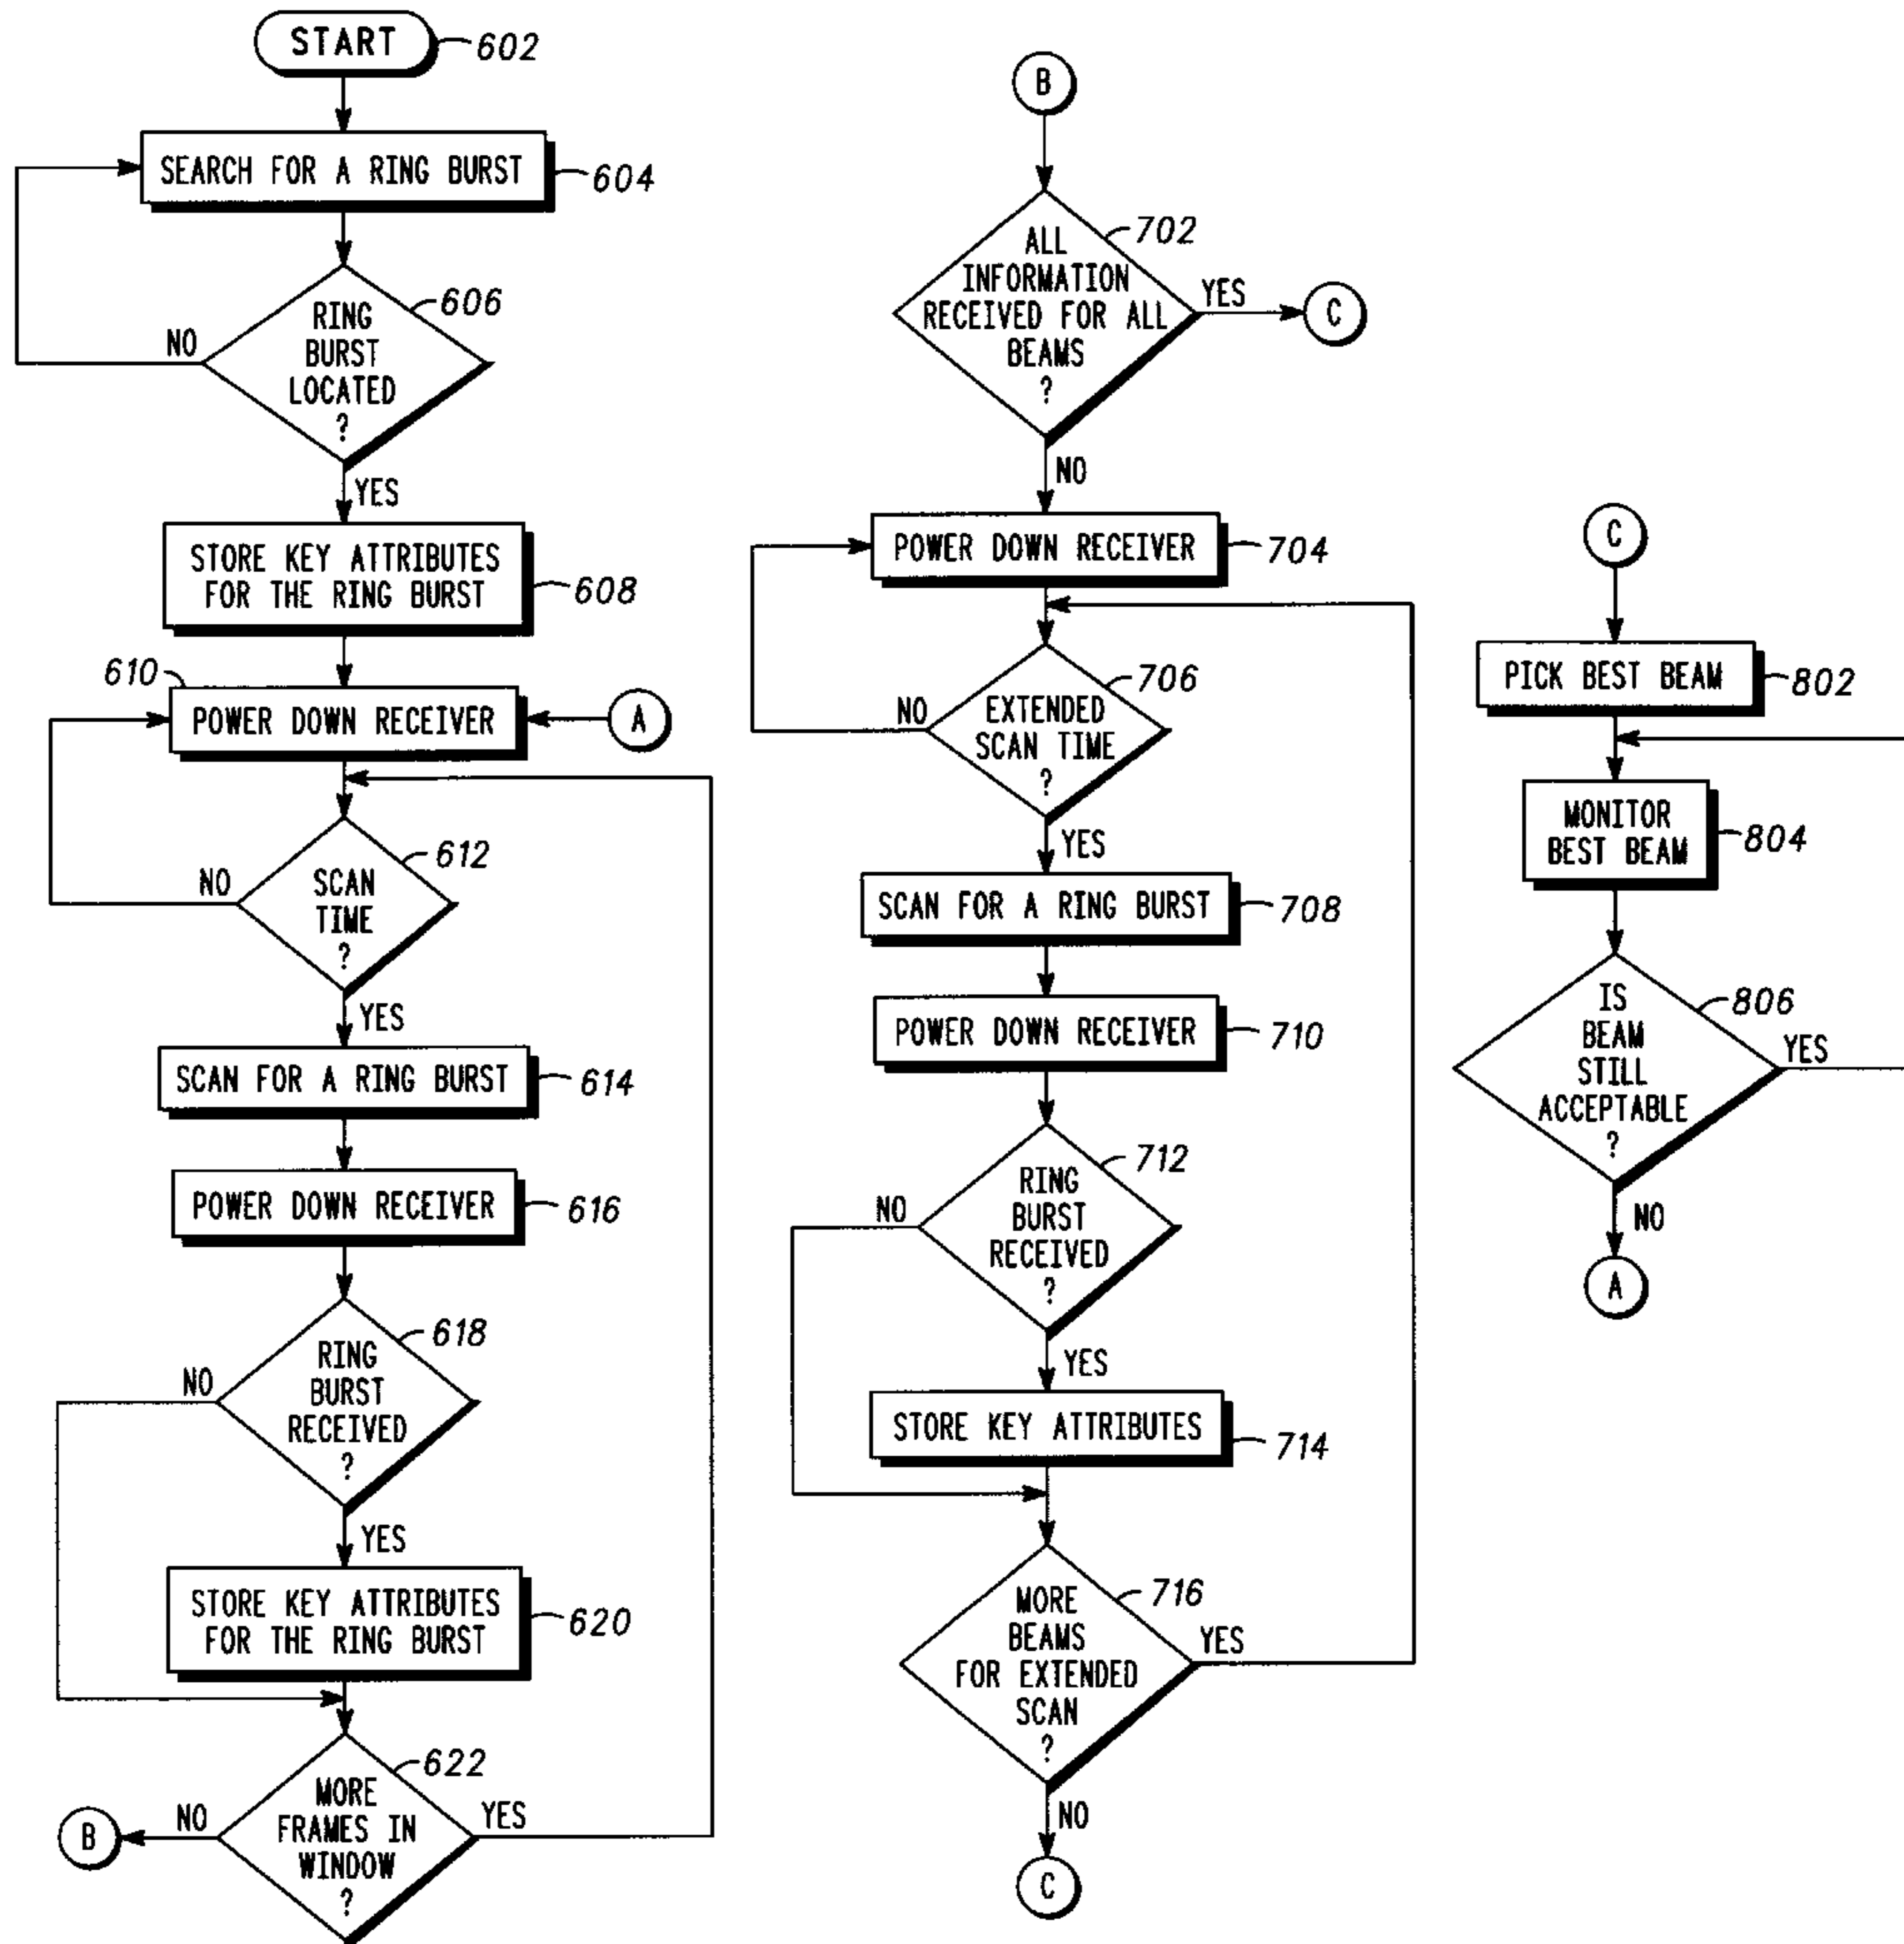 START
602
SEARCH FOR A RING BURST
604
RING
BURST
LOCATED
?
606
NO
YES
STORE KEY ATTRIBUTES
FOR THE RING BURST
608
610
POWER DOWN RECEIVER
A
SCAN
TIME
?
612
NO
YES
SCAN FOR A RING BURST
614
POWER DOWN RECEIVER
616
RING
BURST
RECEIVED
?
618
NO
YES
STORE KEY ATTRIBUTES
FOR THE RING BURST
620
MORE
FRAMES IN
WINDOW
?
622
NO
YES
B
B
ALL
INFORMATION
RECEIVED FOR ALL
BEAMS
?
702
YES
C
NO
POWER DOWN RECEIVER
704
EXTENDED
SCAN TIME
?
706
NO
YES
SCAN FOR A RING BURST
708
POWER DOWN RECEIVER
710
RING
BURST
RECEIVED
?
712
NO
YES
STORE KEY ATTRIBUTES
714
MORE
BEAMS
FOR EXTENDED
SCAN
?
716
YES
NO
C
C
PICK BEST BEAM
802
MONITOR
BEST BEAM
804
IS
BEAM
STILL
ACCEPTABLE
?
806
YES
NO
A